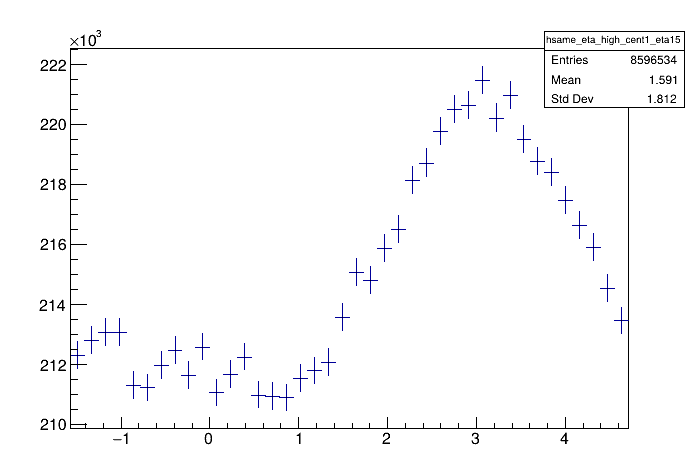 ×10³
hsame_eta_high_cent1_eta15
Entries 8596534
Mean 1.591
Std Dev 1.812
222
220
218
216
214
212
210
−1 0 1 2 3 4